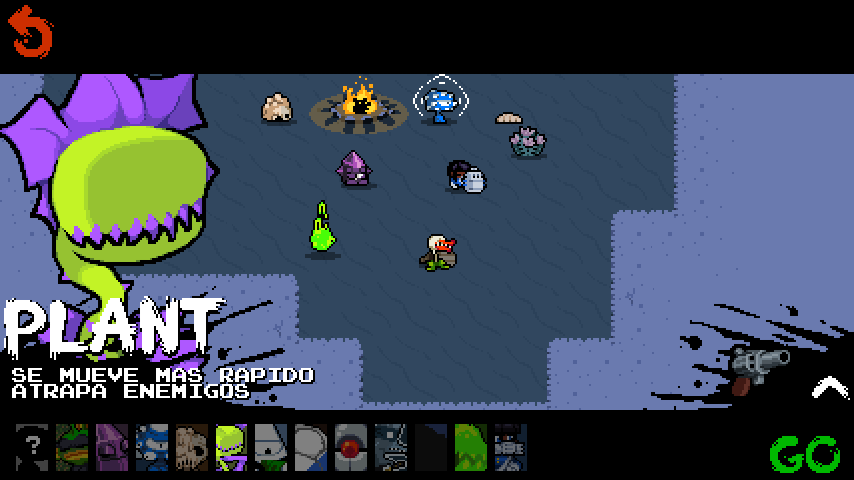 PLANT
SE MUEVE MAS RAPIDO
ATRAPA ENEMIGOS
?
GO